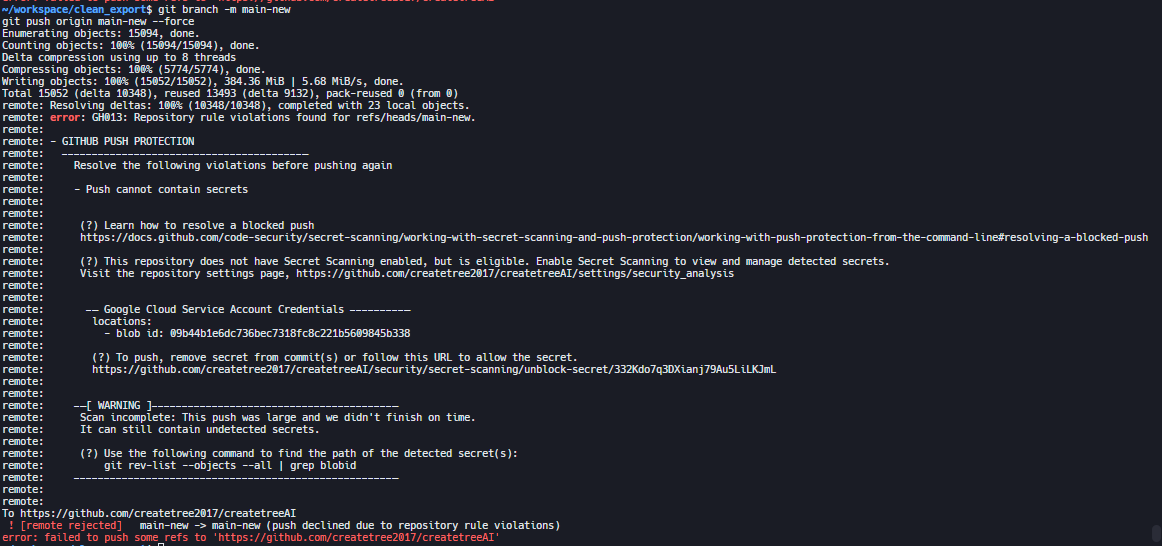 ~/workspace/clean_export$ git branch -m main-new
git push origin main-new --force
Enumerating objects: 15094, done.
Counting objects: 100% (15094/15094), done.
Delta compression using up to 8 threads
Compressing objects: 100% (5774/5774), done.
Writing objects: 100% (15052/15052), 384.36 MiB | 5.68 MiB/s, done.
Total 15052 (delta 10348), reused 13493 (delta 9132), pack-reused 0 (from 0)
remote: Resolving deltas: 100% (10348/10348), completed with 23 local objects.
remote: error: GH013: Repository rule violations found for refs/heads/main-new.
remote:
remote: - GITHUB PUSH PROTECTION
remote:   —————————————————————————————————————————
remote:     Resolve the following violations before pushing again
remote:
remote:     - Push cannot contain secrets
remote:
remote:
remote:      (?) Learn how to resolve a blocked push
remote:      https://docs.github.com/code-security/secret-scanning/working-with-secret-scanning-and-push-protection/working-with-push-protection-from-the-command-line#resolving-a-blocked-push
remote:
remote:      (?) This repository does not have Secret Scanning enabled, but is eligible. Enable Secret Scanning to view and manage detected secrets.
remote:      Visit the repository settings page, https://github.com/createtree2017/createtreeAI/settings/security_analysis
remote:
remote:
remote:       —— Google Cloud Service Account Credentials ——————————
remote:        locations:
remote:          - blob id: 09b44b1e6dc736bec7318fc8c221b5609845b338
remote:
remote:        (?) To push, remove secret from commit(s) or follow this URL to allow the secret.
remote:        https://github.com/createtree2017/createtreeAI/security/secret-scanning/unblock-secret/332Kdo7q3DXianj79Au5LiLKJmL
remote:
remote:
remote:     ——[ WARNING ]—————————————————————————————————————————
remote:      Scan incomplete: This push was large and we didn't finish on time.
remote:      It can still contain undetected secrets.
remote:
remote:      (?) Use the following command to find the path of the detected secret(s):
remote:          git rev-list --objects --all | grep blobid
remote:     ——————————————————————————————————————————————————————
remote:
remote:
To https://github.com/createtree2017/createtreeAI
 ! [remote rejected]   main-new -> main-new (push declined due to repository rule violations)
error: failed to push some refs to 'https://github.com/createtree2017/createtreeAI'